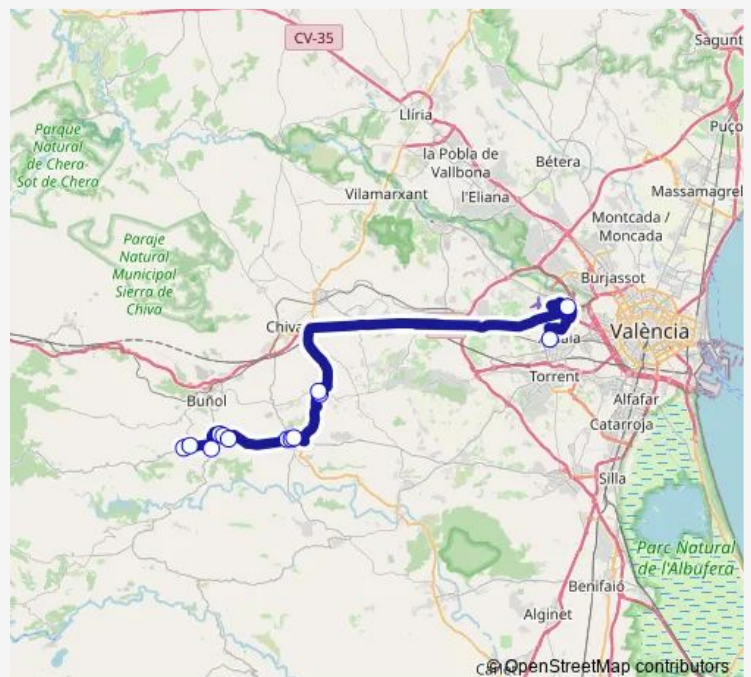 CV-35
Sagunt
Llíria
Puço
Parque
Natural
de Chera-
Sot de Chera
la Pobla de
Vallbona
Bétera
Vilamarxant
l'Eliana
Massamagrel
Montcada /
Moncada
Paraje
Natural
Municipal
Sierra de
Chiva
Burjassot
Chiva
València
Torrent
Buñol
Alfafar
Catarroja
Silla
Parc Natural
de l'Albufera
Benifaió
Alginet
© OpenStreetMap contributors